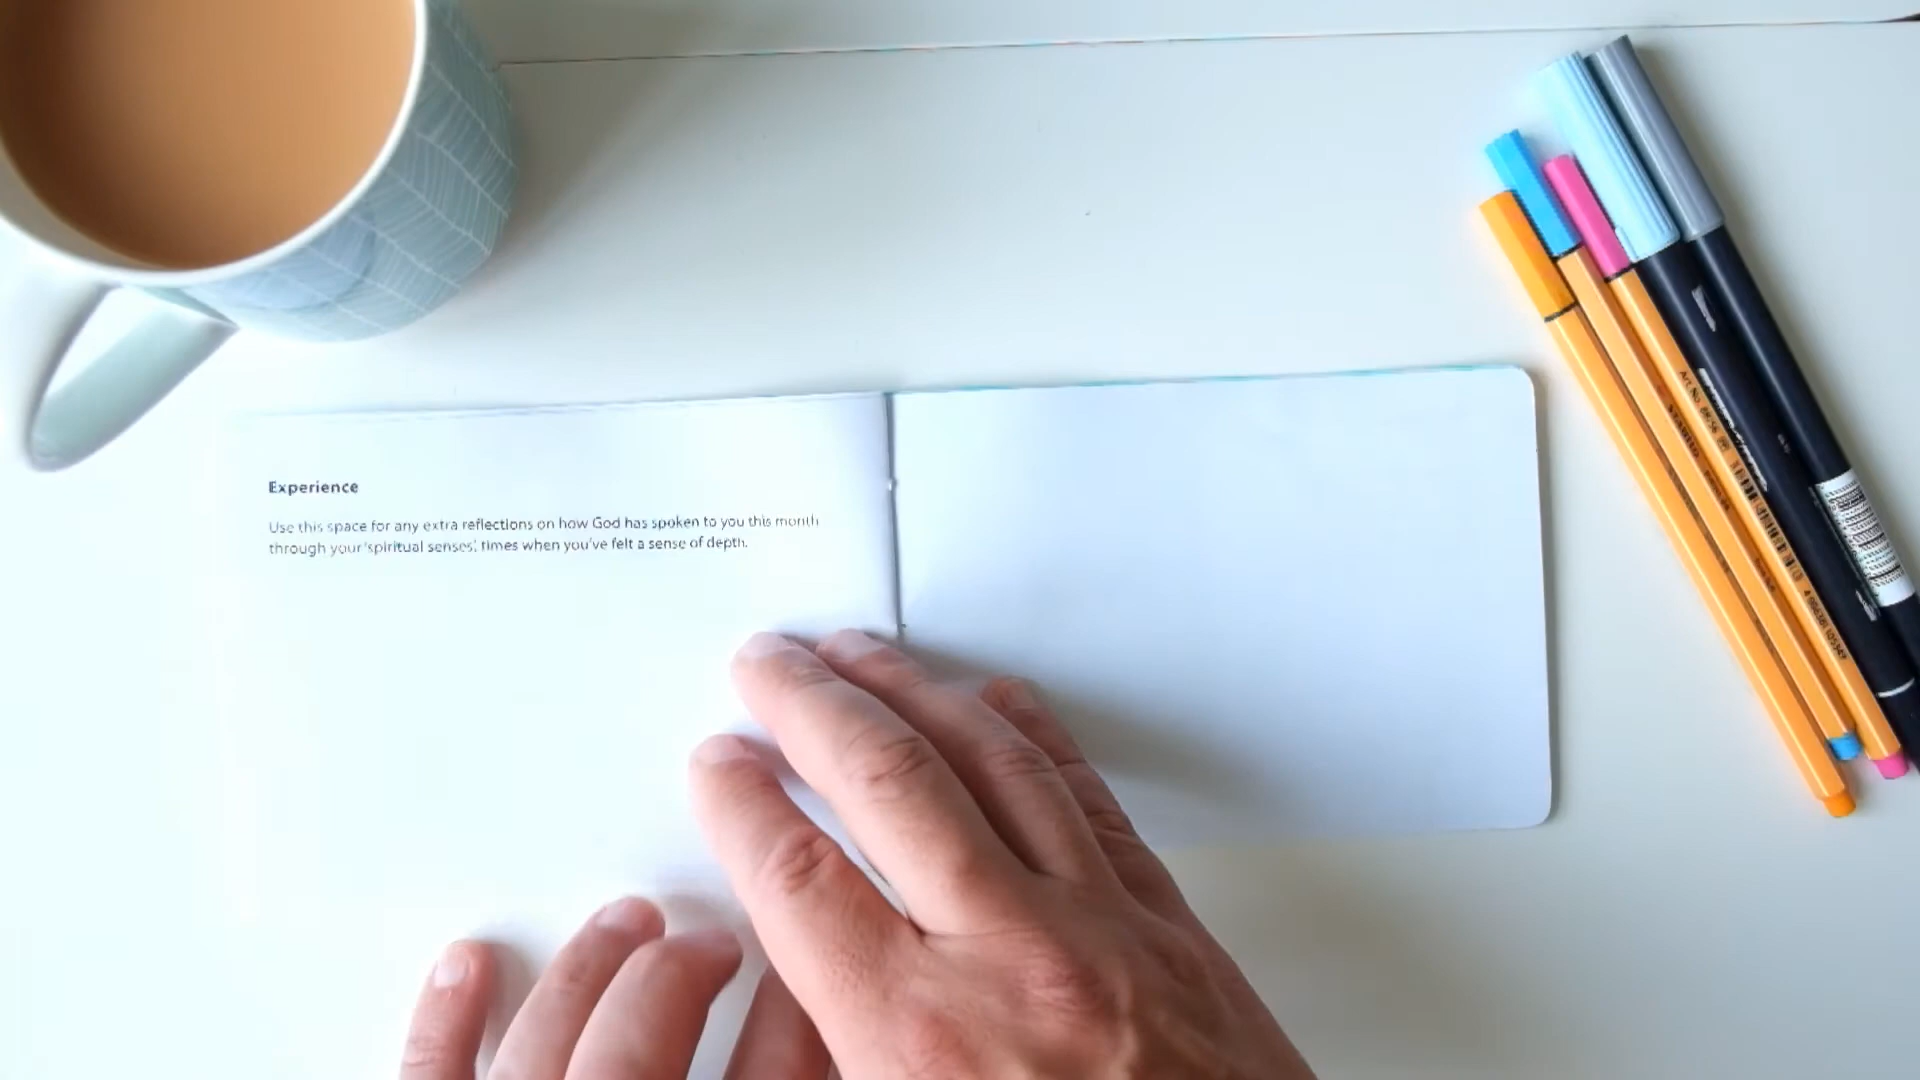 Experience
Use this space for any extra reflections on how God has spoken to you this month
through your 'spiritual senses', times when you've felt a sense of depth.